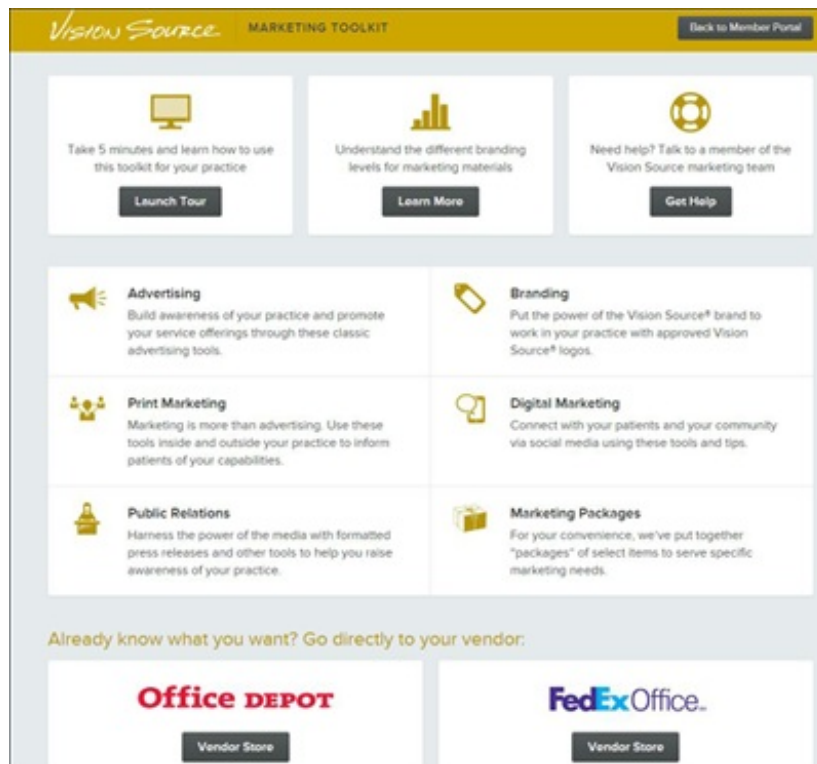 Vision Source
MARKETING TOOLKIT
Back to Member Portal
Take 5 minutes and learn how to use
this toolkit for your practice
Launch Tour
Understand the different branding
levels for marketing materials
Learn More
Need help? Talk to a member of the
Vision Source marketing team
Get Help
Advertising
Build awareness of your practice and promote
your service offerings through these classic
advertising tools.
Branding
Put the power of the Vision Source® brand to
work in your practice with approved Vision
Source® logos.
Print Marketing
Marketing is more than advertising. Use these
tools inside and outside your practice to inform
patients of your capabilities.
Digital Marketing
Connect with your patients and your community
via social media using these tools and tips.
Public Relations
Harness the power of the media with formatted
press releases and other tools to help you raise
awareness of your practice.
Marketing Packages
For your convenience, we've put together
"packages" of select items to serve specific
marketing needs.
Already know what you want? Go directly to your vendor:
Office DEPOT
Vendor Store
FedEx Office
Vendor Store